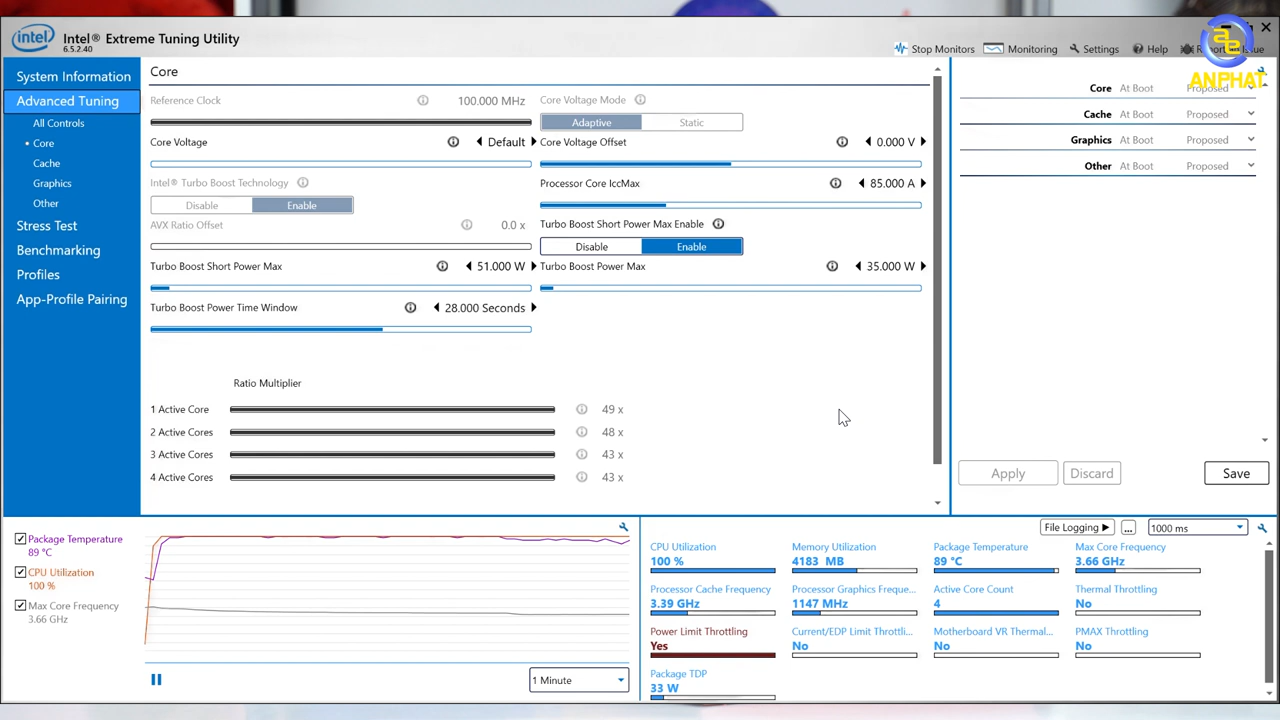 intel
Intel® Extreme Tuning Utility
6.5.2.40
Stop Monitors
Monitoring
Settings
Help
ANPHAT
System Information
Advanced Tuning
All Controls
Core
Cache
Graphics
Other
Stress Test
Benchmarking
Profiles
App-Profile Pairing
Core
Reference Clock 100.000 MHz
Core Voltage Mode
Adaptive Static
Core Voltage Default
Core Voltage Offset 0.000 V
Intel® Turbo Boost Technology
Disable Enable
Processor Core IccMax 85.000 A
AVX Ratio Offset 0.0 x
Turbo Boost Short Power Max Enable
Disable Enable
Turbo Boost Short Power Max 51.000 W
Turbo Boost Power Max 35.000 W
Turbo Boost Power Time Window 28.000 Seconds
Ratio Multiplier
1 Active Core 49 x
2 Active Cores 48 x
3 Active Cores 43 x
4 Active Cores 43 x
Core At Boot Proposed
Cache At Boot Proposed
Graphics At Boot Proposed
Other At Boot Proposed
Apply Discard Save
Package Temperature
89 °C
CPU Utilization
100 %
Max Core Frequency
3.66 GHz
1 Minute
File Logging ... 1000 ms
CPU Utilization Memory Utilization Package Temperature Max Core Frequency
100 % 4183 MB 89 °C 3.66 GHz
Processor Cache Frequency Processor Graphics Freque... Active Core Count Thermal Throttling
3.39 GHz 1147 MHz 4 No
Power Limit Throttling Current/EDP Limit Throttli... Motherboard VR Thermal... PMAX Throttling
Yes No No No
Package TDP
33 W